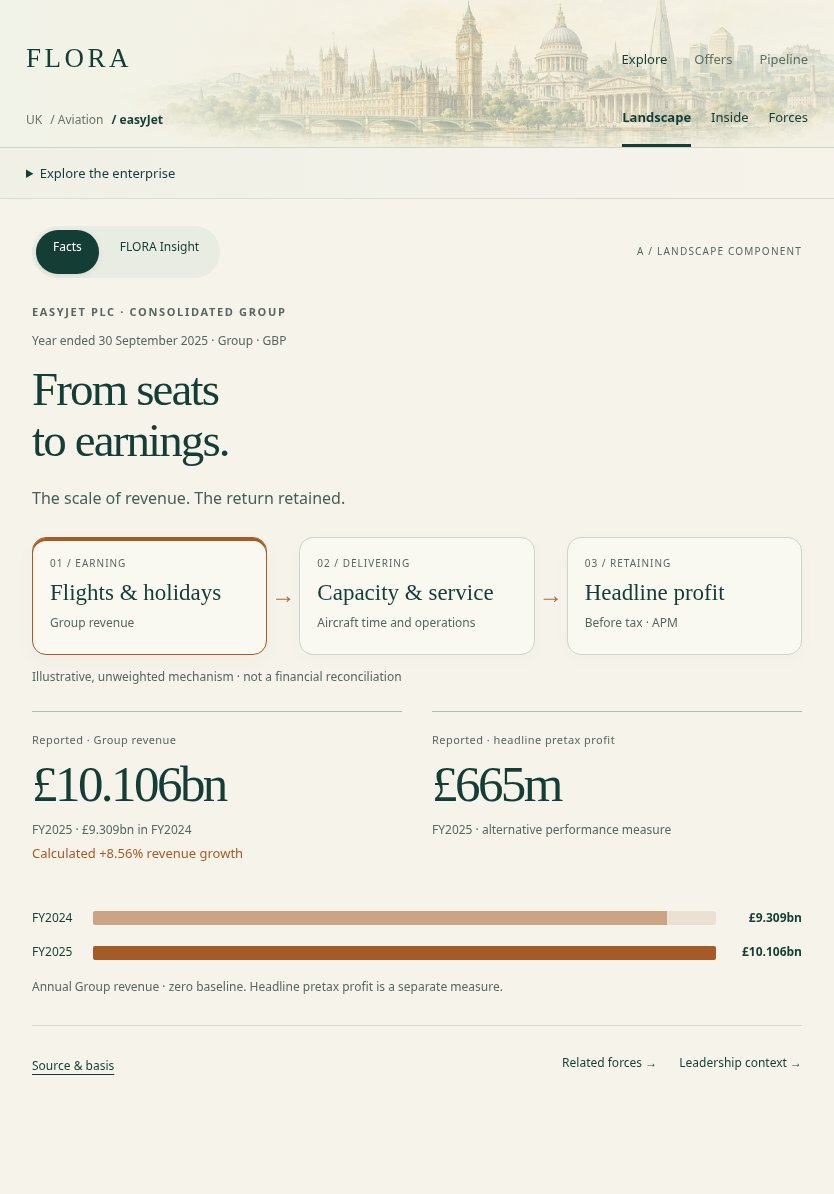 FLORA
Explore Offers Pipeline
UK / Aviation / easyJet
Landscape Inside Forces
▶ Explore the enterprise
Facts FLORA Insight
A / LANDSCAPE COMPONENT
EASYJET PLC · CONSOLIDATED GROUP
Year ended 30 September 2025 · Group · GBP
From seats
to earnings.
The scale of revenue. The return retained.
01 / EARNING
Flights & holidays
Group revenue
→
02 / DELIVERING
Capacity & service
Aircraft time and operations
→
03 / RETAINING
Headline profit
Before tax · APM
Illustrative, unweighted mechanism · not a financial reconciliation
Reported · Group revenue
£10.106bn
FY2025 · £9.309bn in FY2024
Calculated +8.56% revenue growth
Reported · headline pretax profit
£665m
FY2025 · alternative performance measure
FY2024 £9.309bn
FY2025 £10.106bn
Annual Group revenue · zero baseline. Headline pretax profit is a separate measure.
Source & basis
Related forces → Leadership context →